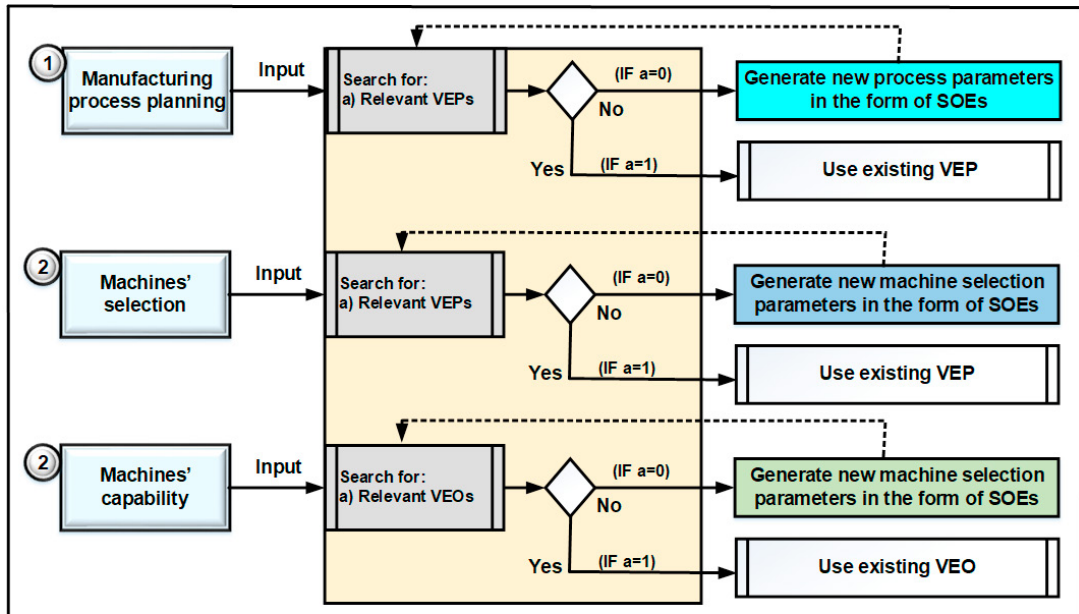 1
Manufacturing
process planning
Input
Search for:
a) Relevant VEPs
(IF a=0)
No
Generate new process parameters
in the form of SOEs
Yes
(IF a=1)
Use existing VEP
2
Machines'
selection
Input
Search for:
a) Relevant VEPs
(IF a=0)
No
Generate new machine selection
parameters in the form of SOEs
Yes
(IF a=1)
Use existing VEP
2
Machines'
capability
Input
Search for:
a) Relevant VEOs
(IF a=0)
No
Generate new machine selection
parameters in the form of SOEs
Yes
(IF a=1)
Use existing VEO